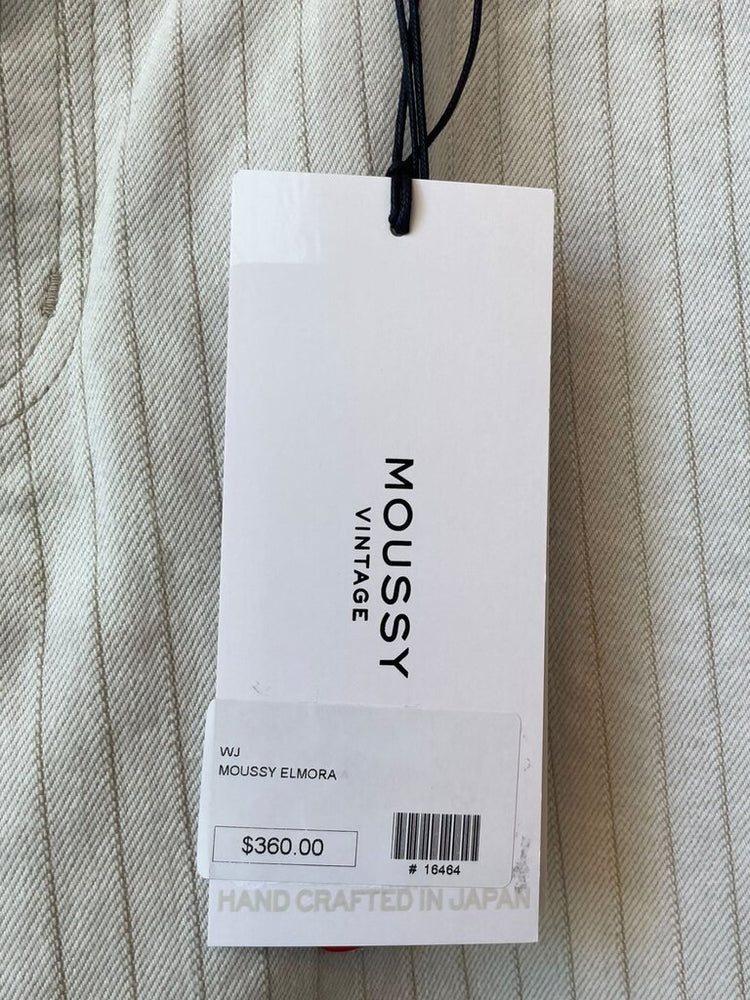 MOUSSY
VINTAGE
WJ
MOUSSY ELMORA
$360.00
# 16464
HAND CRAFTED IN JAPAN